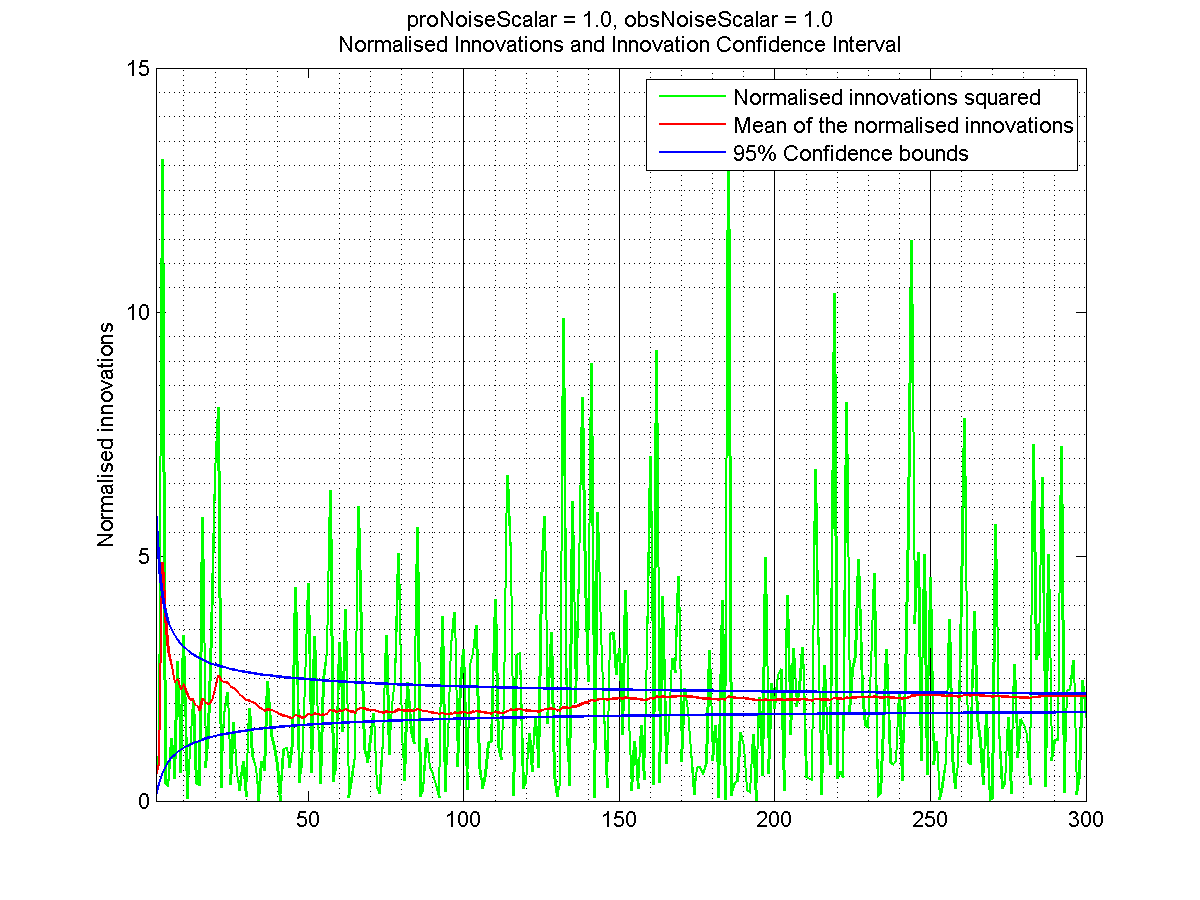 proNoiseScalar = 1.0, obsNoiseScalar = 1.0
Normalised Innovations and Innovation Confidence Interval
15
10
5
0
Normalised innovations
Normalised innovations squared
Mean of the normalised innovations
95% Confidence bounds
50 100 150 200 250 300